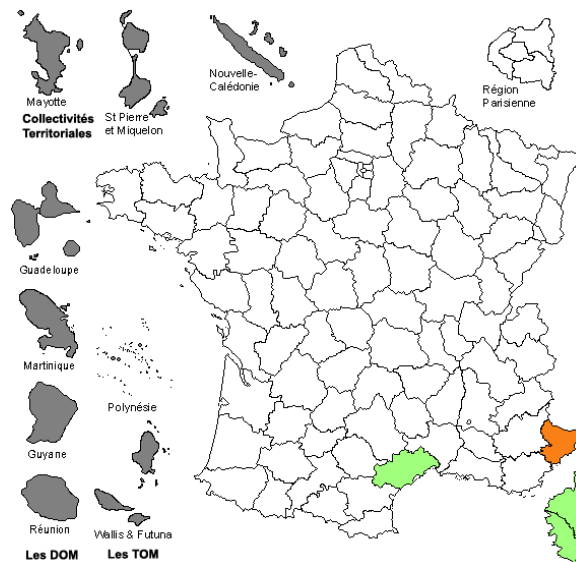 Mayotte
Collectivités
Territoriales
St Pierre
et Miquelon
Nouvelle-
Calédonie
Région
Parisienne
Guadeloupe
Martinique
Polynésie
Guyane
Réunion
Wallis & Futuna
Les DOM
Les TOM